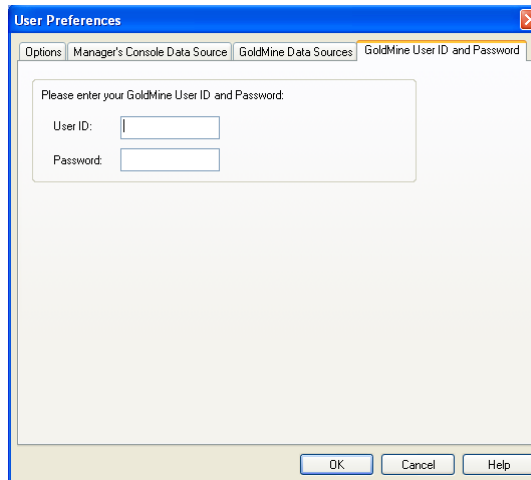 User Preferences
Options Manager's Console Data Source GoldMine Data Sources GoldMine User ID and Password
Please enter your GoldMine User ID and Password:
User ID:
Password:
OK Cancel Help